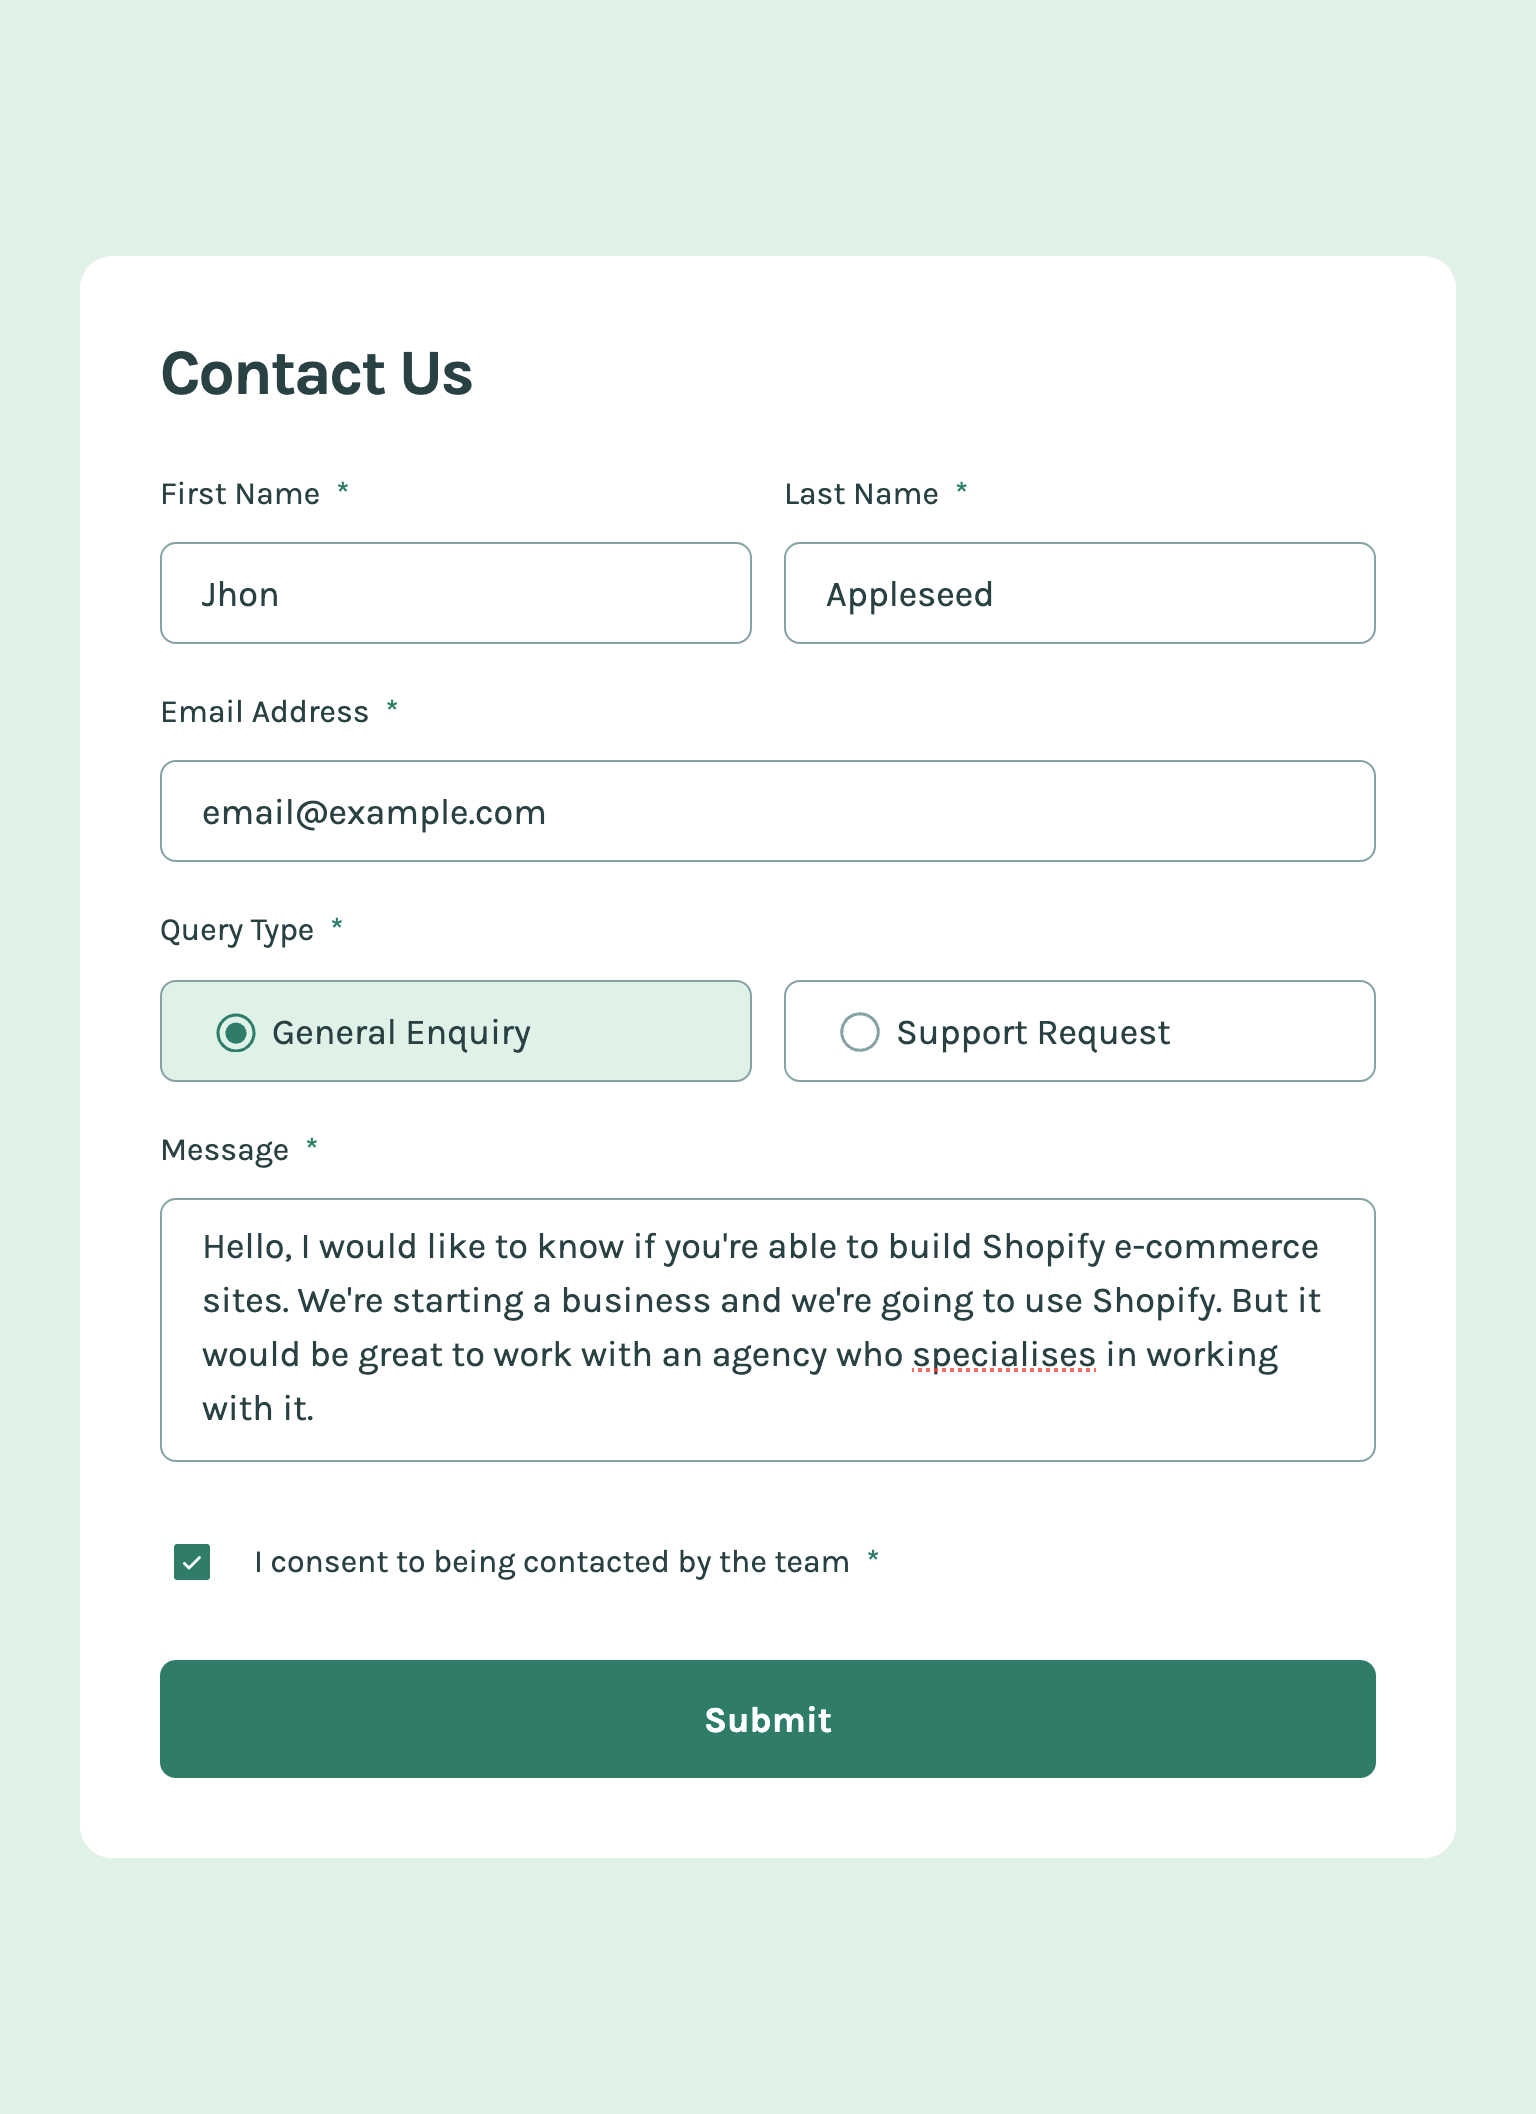 Contact Us
First Name *
Last Name *
Jhon
Appleseed
Email Address *
email@example.com
Query Type *
General Enquiry
Support Request
Message *
Hello, I would like to know if you're able to build Shopify e-commerce
sites. We're starting a business and we're going to use Shopify. But it
would be great to work with an agency who specialises in working
with it.
I consent to being contacted by the team *
Submit